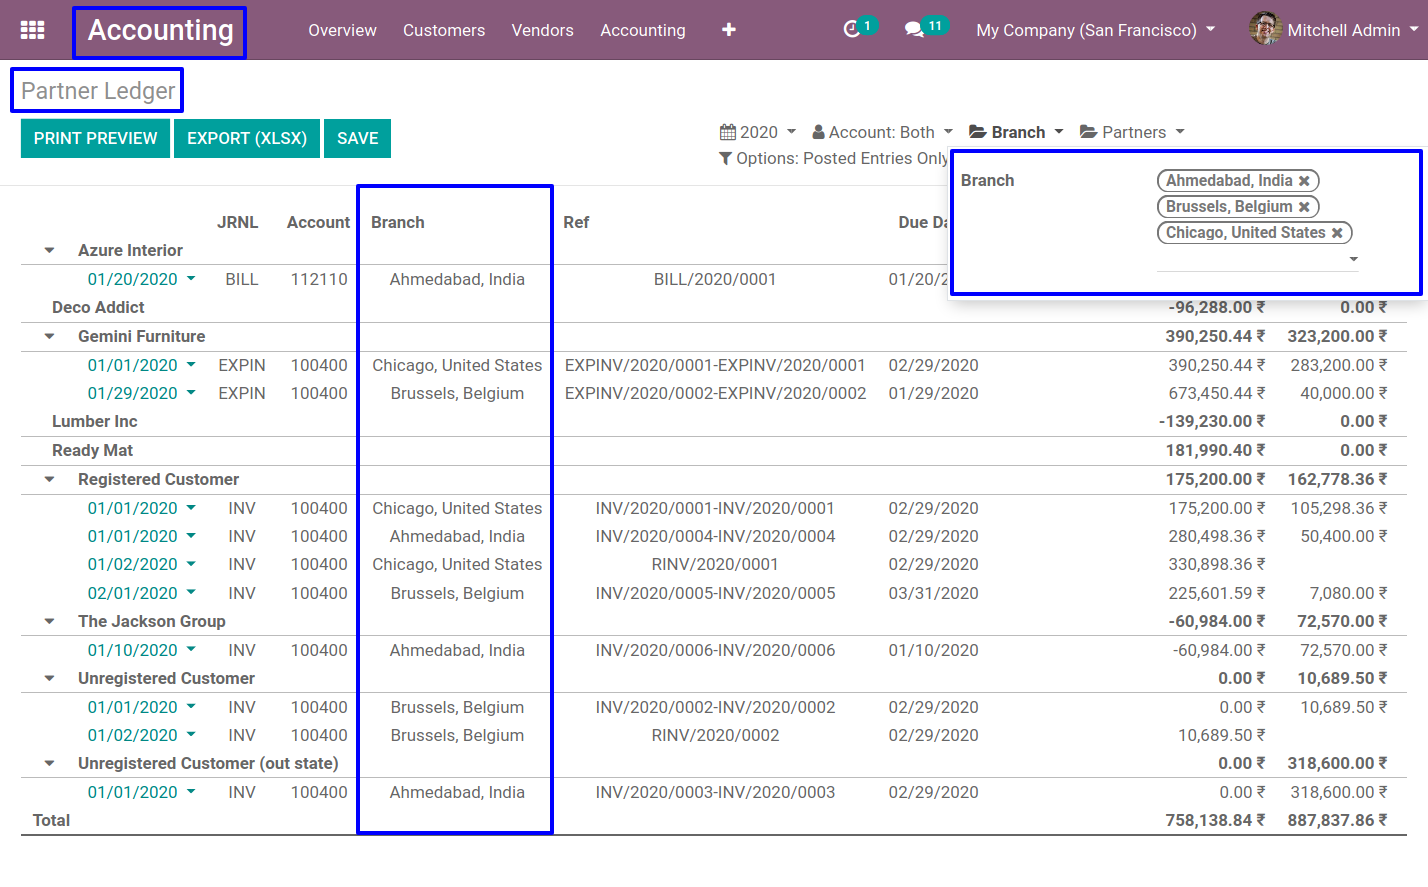 Accounting Overview Customers Vendors Accounting 1 11 My Company (San Francisco) Mitchell Admin
Partner Ledger
PRINT PREVIEW EXPORT (XLSX) SAVE
2020 Account: Both Branch Partners
Options: Posted Entries Only
Branch Ahmedabad, India
Brussels, Belgium
Chicago, United States
JRNL Account Branch Ref Due Da
Azure Interior
01/20/2020 BILL 112110 Ahmedabad, India BILL/2020/0001 01/20/2
Deco Addict -96,288.00 ₹ 0.00 ₹
Gemini Furniture 390,250.44 ₹ 323,200.00 ₹
01/01/2020 EXPIN 100400 Chicago, United States EXPINV/2020/0001-EXPINV/2020/0001 02/29/2020 390,250.44 ₹ 283,200.00 ₹
01/29/2020 EXPIN 100400 Brussels, Belgium EXPINV/2020/0002-EXPINV/2020/0002 01/29/2020 673,450.44 ₹ 40,000.00 ₹
Lumber Inc -139,230.00 ₹ 0.00 ₹
Ready Mat 181,990.40 ₹ 0.00 ₹
Registered Customer 175,200.00 ₹ 162,778.36 ₹
01/01/2020 INV 100400 Chicago, United States INV/2020/0001-INV/2020/0001 02/29/2020 175,200.00 ₹ 105,298.36 ₹
01/01/2020 INV 100400 Ahmedabad, India INV/2020/0004-INV/2020/0004 02/29/2020 280,498.36 ₹ 50,400.00 ₹
01/02/2020 INV 100400 Chicago, United States RINV/2020/0001 02/29/2020 330,898.36 ₹
02/01/2020 INV 100400 Brussels, Belgium INV/2020/0005-INV/2020/0005 03/31/2020 225,601.59 ₹ 7,080.00 ₹
The Jackson Group -60,984.00 ₹ 72,570.00 ₹
01/10/2020 INV 100400 Ahmedabad, India INV/2020/0006-INV/2020/0006 01/10/2020 -60,984.00 ₹ 72,570.00 ₹
Unregistered Customer 0.00 ₹ 10,689.50 ₹
01/01/2020 INV 100400 Brussels, Belgium INV/2020/0002-INV/2020/0002 02/29/2020 0.00 ₹ 10,689.50 ₹
01/02/2020 INV 100400 Brussels, Belgium RINV/2020/0002 02/29/2020 10,689.50 ₹
Unregistered Customer (out state) 0.00 ₹ 318,600.00 ₹
01/01/2020 INV 100400 Ahmedabad, India INV/2020/0003-INV/2020/0003 02/29/2020 0.00 ₹ 318,600.00 ₹
Total 758,138.84 ₹ 887,837.86 ₹